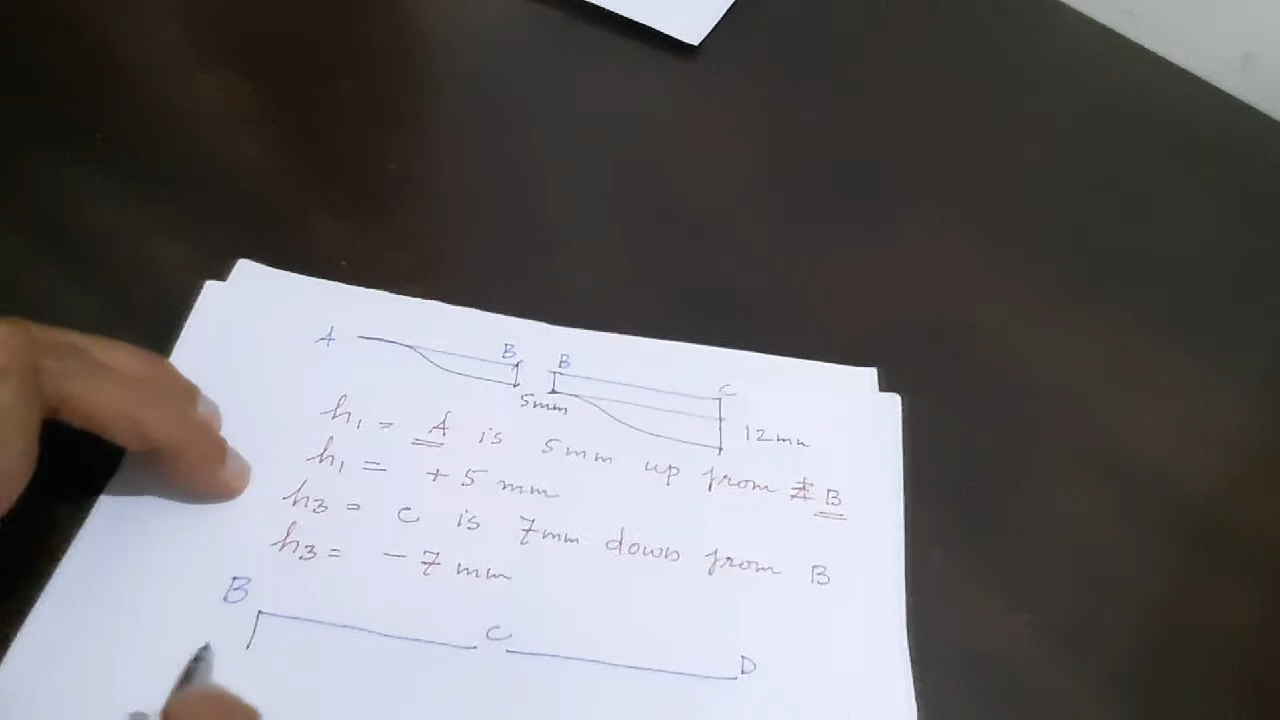 A B B C
5mm 12mm
h₁ = A is 5mm up from B
h₁ = +5 mm
h₃ = C is 7mm down from B
h₃ = -7 mm
B C D